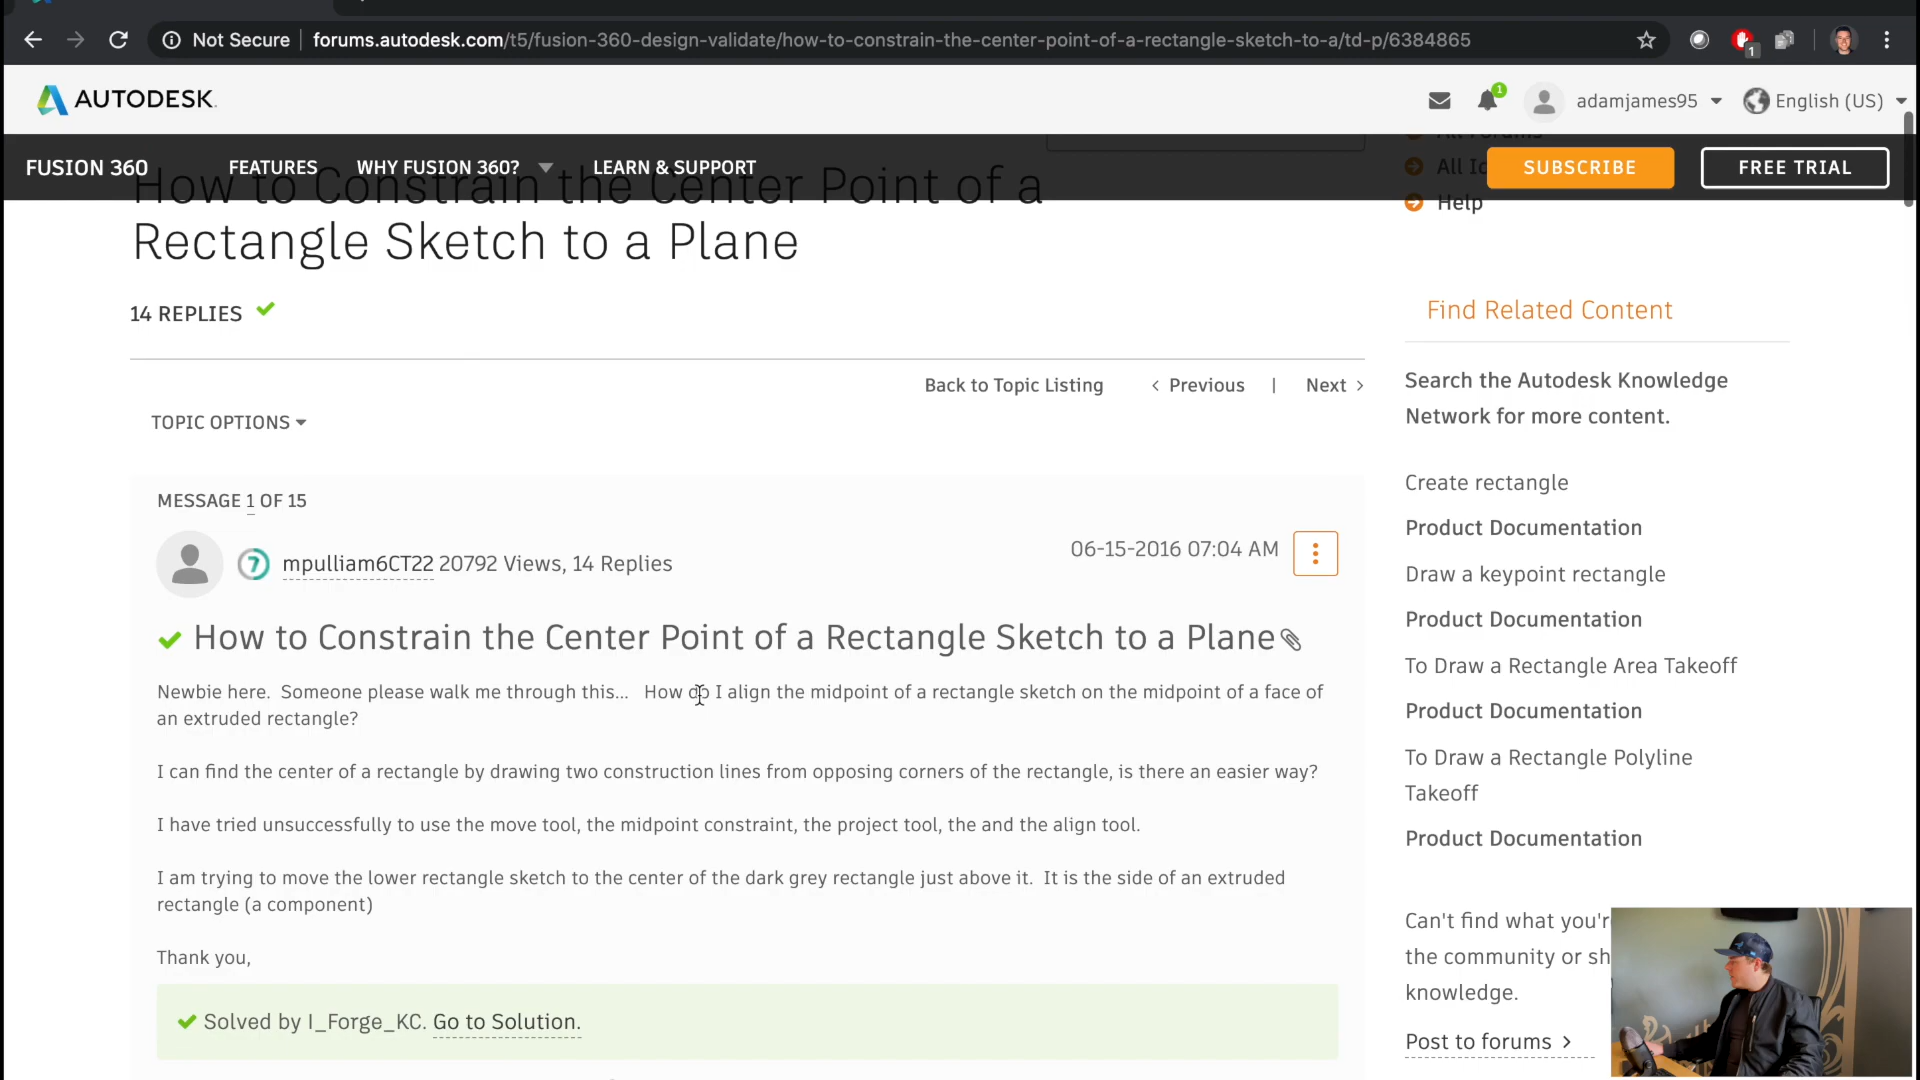 Not Secure
forums.autodesk.com/t5/fusion-360-design-validate/how-to-constrain-the-center-point-of-a-rectangle-sketch-to-a/td-p/6384865
1
AUTODESK.
1
adamjames95
English (US)
FUSION 360
FEATURES
WHY FUSION 360?
LEARN & SUPPORT
All Forums
All Id
SUBSCRIBE
FREE TRIAL
Help
How to Constrain the Center Point of a
Rectangle Sketch to a Plane
14 REPLIES
Back to Topic Listing
Previous
|
Next
TOPIC OPTIONS
MESSAGE 1 OF 15
7
mpulliam6CT22 20792 Views, 14 Replies
06-15-2016 07:04 AM
How to Constrain the Center Point of a Rectangle Sketch to a Plane
Newbie here. Someone please walk me through this... How do I align the midpoint of a rectangle sketch on the midpoint of a face of
an extruded rectangle?
I can find the center of a rectangle by drawing two construction lines from opposing corners of the rectangle, is there an easier way?
I have tried unsuccessfully to use the move tool, the midpoint constraint, the project tool, the and the align tool.
I am trying to move the lower rectangle sketch to the center of the dark grey rectangle just above it. It is the side of an extruded
rectangle (a component)
Thank you,
Solved by I_Forge_KC. Go to Solution.
Find Related Content
Search the Autodesk Knowledge
Network for more content.
Create rectangle
Product Documentation
Draw a keypoint rectangle
Product Documentation
To Draw a Rectangle Area Takeoff
Product Documentation
To Draw a Rectangle Polyline
Takeoff
Product Documentation
Can't find what you'r
the community or sh
knowledge.
Post to forums